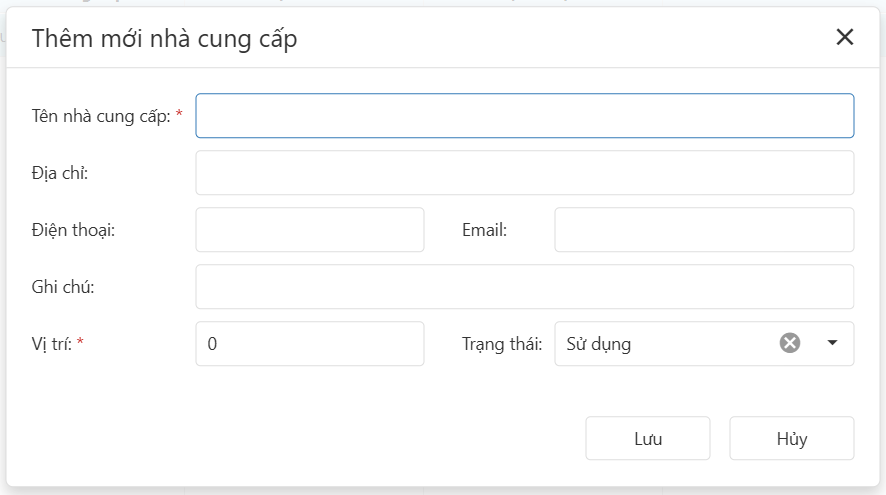 Thêm mới nhà cung cấp
Tên nhà cung cấp: *
Địa chỉ:
Điện thoại: Email:
Ghi chú:
Vị trí: * 0 Trạng thái: Sử dụng
Lưu Hủy